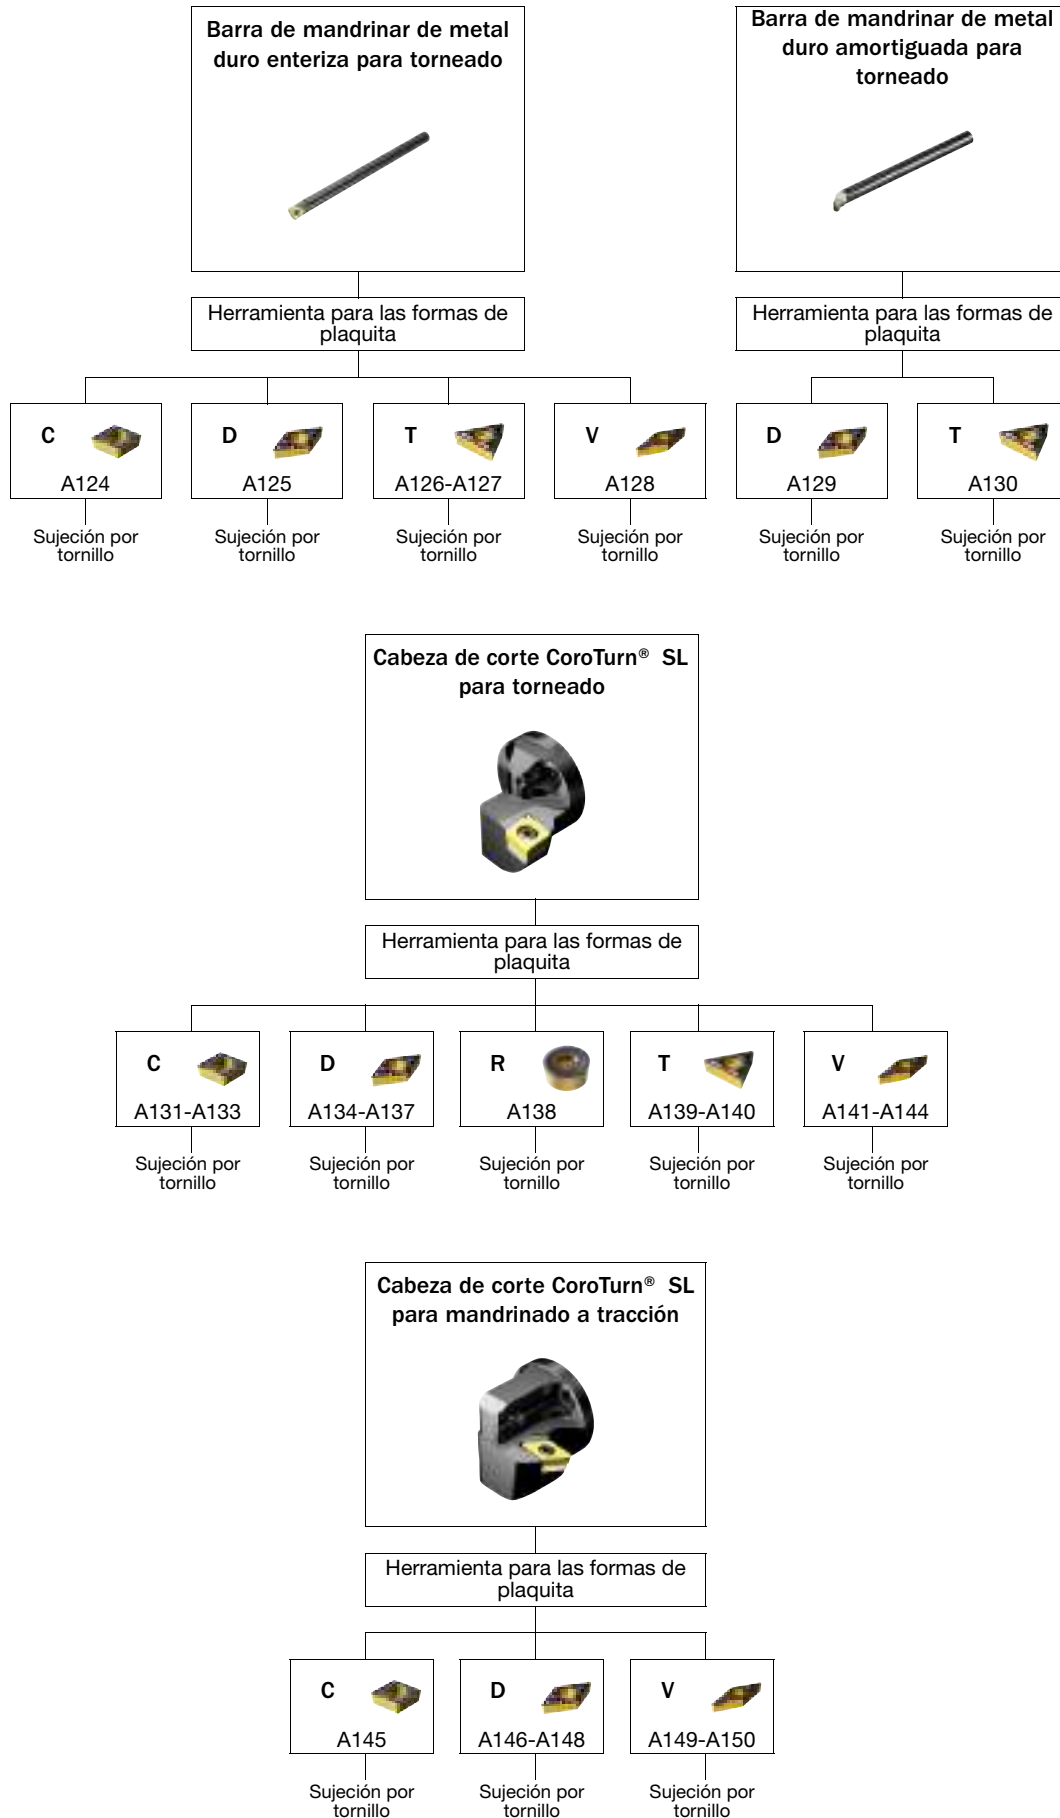 Barra de mandrinar de metal
duro enteriza para torneado
Barra de mandrinar de metal
duro amortiguada para
torneado
Herramienta para las formas de
plaquita
Herramienta para las formas de
plaquita
C
A124
D
A125
T
A126-A127
V
A128
D
A129
T
A130
Sujeción por
tornillo
Sujeción por
tornillo
Sujeción por
tornillo
Sujeción por
tornillo
Sujeción por
tornillo
Sujeción por
tornillo
Cabeza de corte CoroTurn® SL
para torneado
Herramienta para las formas de
plaquita
C
A131-A133
D
A134-A137
R
A138
T
A139-A140
V
A141-A144
Sujeción por
tornillo
Sujeción por
tornillo
Sujeción por
tornillo
Sujeción por
tornillo
Sujeción por
tornillo
Cabeza de corte CoroTurn® SL
para mandrinado a tracción
Herramienta para las formas de
plaquita
C
A145
D
A146-A148
V
A149-A150
Sujeción por
tornillo
Sujeción por
tornillo
Sujeción por
tornillo